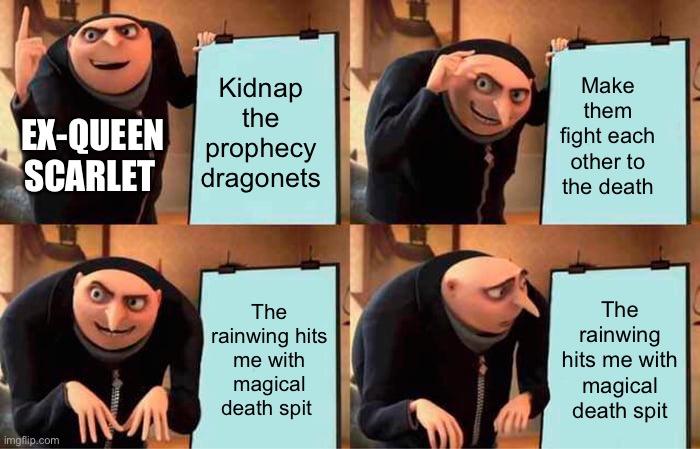 EX-QUEEN
SCARLET
Kidnap
the
prophecy
dragonets
Make
them
fight each
other to
the death
The
rainwing hits
me with
magical
death spit
The
rainwing
hits me with
magical
death spit
imgflip.com